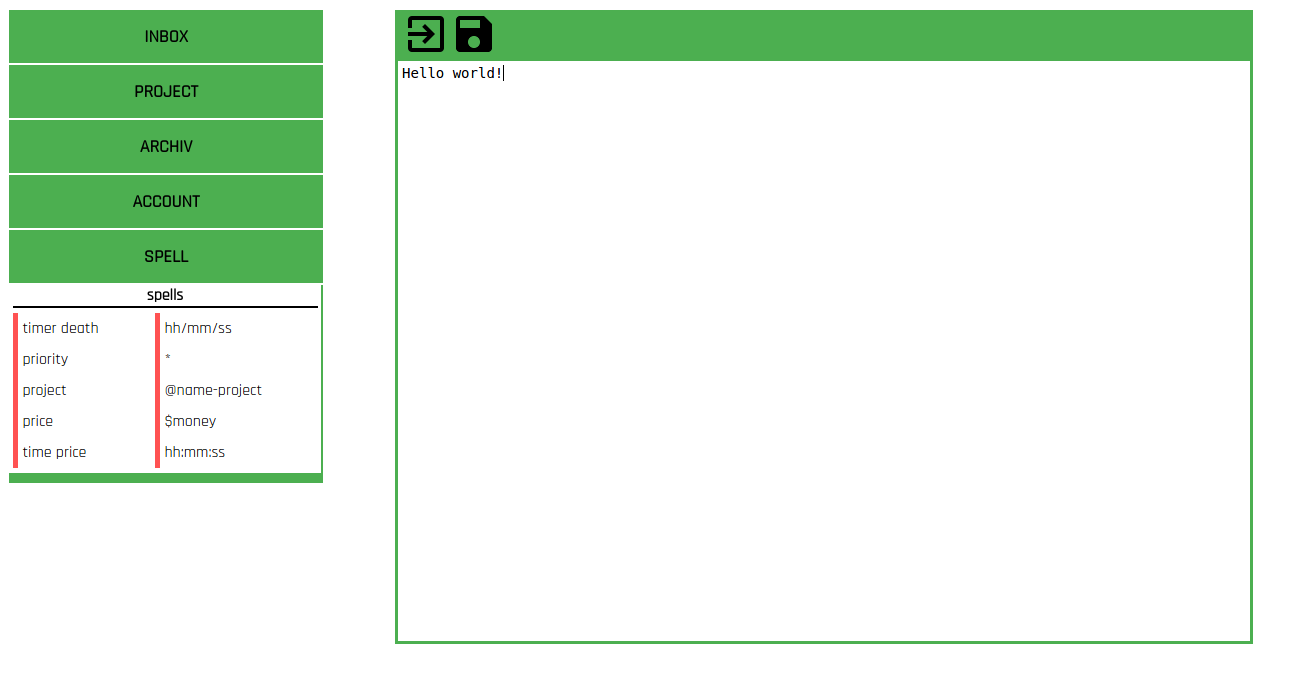 INBOX
PROJECT
ARCHIV
ACCOUNT
SPELL
spells
timer death hh/mm/ss
priority *
project @name-project
price $money
time price hh:mm:ss
Hello world!